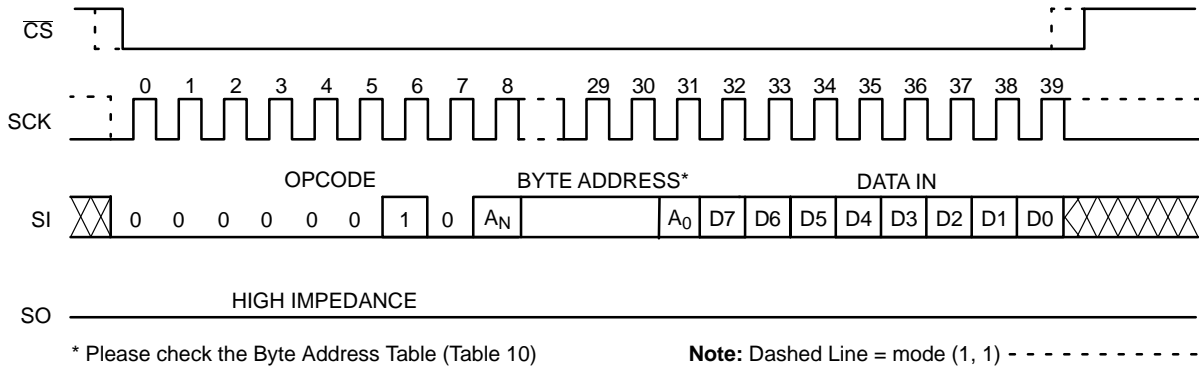 CS
0 1 2 3 4 5 6 7 8 29 30 31 32 33 34 35 36 37 38 39
SCK
OPCODE BYTE ADDRESS* DATA IN
SI 0 0 0 0 0 0 1 0 AN A0 D7 D6 D5 D4 D3 D2 D1 D0
HIGH IMPEDANCE
SO
* Please check the Byte Address Table (Table 10) Note: Dashed Line = mode (1, 1)